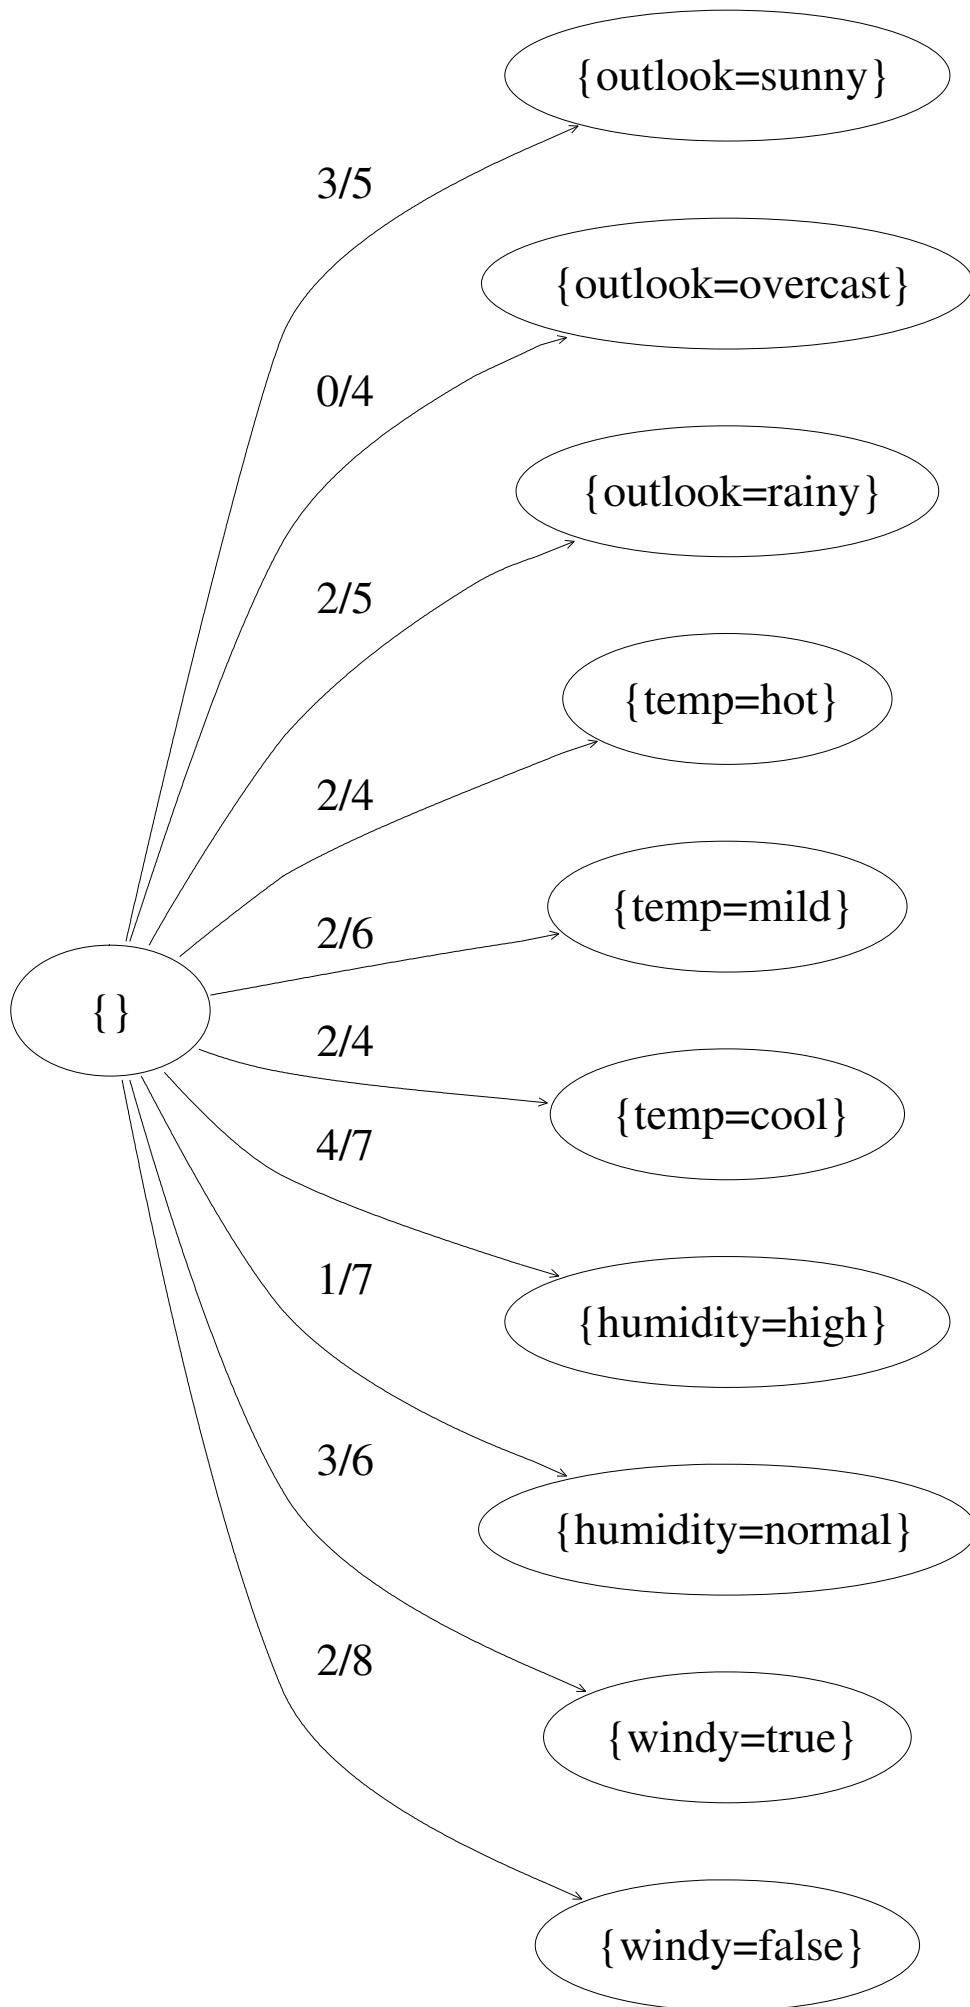 {outlook=sunny}
3/5
{outlook=overcast}
0/4
{outlook=rainy}
2/5
{temp=hot}
2/4
{temp=mild}
2/6
{}
2/4
{temp=cool}
4/7
{humidity=high}
1/7
{humidity=normal}
3/6
{windy=true}
2/8
{windy=false}